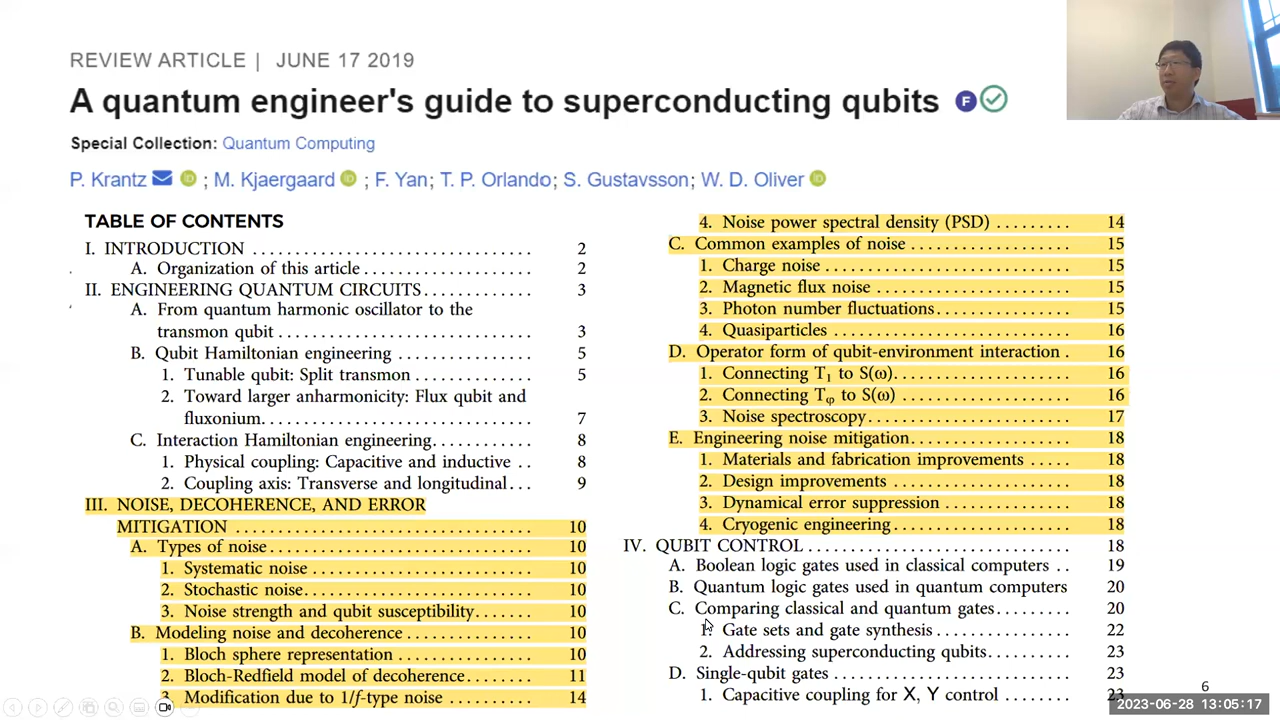 REVIEW ARTICLE | JUNE 17 2019
A quantum engineer's guide to superconducting qubits F
Special Collection: Quantum Computing
P. Krantz ; M. Kjaergaard ; F. Yan; T. P. Orlando; S. Gustavsson; W. D. Oliver
TABLE OF CONTENTS
I. INTRODUCTION ................................ 2
A. Organization of this article ................... 2
II. ENGINEERING QUANTUM CIRCUITS ............. 3
A. From quantum harmonic oscillator to the
transmon qubit ............................ 3
B. Qubit Hamiltonian engineering ............... 5
1. Tunable qubit: Split transmon .............. 5
2. Toward larger anharmonicity: Flux qubit and
fluxonium. ............................. 7
C. Interaction Hamiltonian engineering ........... 8
1. Physical coupling: Capacitive and inductive .. 8
2. Coupling axis: Transverse and longitudinal ... 9
III. NOISE, DECOHERENCE, AND ERROR
MITIGATION ................................ 10
A. Types of noise .............................. 10
1. Systematic noise .......................... 10
2. Stochastic noise .......................... 10
3. Noise strength and qubit susceptibility ....... 10
B. Modeling noise and decoherence .............. 10
1. Bloch sphere representation ................ 10
2. Bloch-Redfield model of decoherence ........ 11
3. Modification due to 1/f-type noise .......... 14
4. Noise power spectral density (PSD) ......... 14
C. Common examples of noise .................. 15
1. Charge noise ............................. 15
2. Magnetic flux noise ....................... 15
3. Photon number fluctuations ................ 15
4. Quasiparticles ............................ 16
D. Operator form of qubit-environment interaction . 16
1. Connecting T1 to S(ω). .................... 16
2. Connecting Tφ to S(ω) .................... 16
3. Noise spectroscopy ........................ 17
E. Engineering noise mitigation .................. 18
1. Materials and fabrication improvements ..... 18
2. Design improvements ..................... 18
3. Dynamical error suppression ............... 18
4. Cryogenic engineering ..................... 18
IV. QUBIT CONTROL ............................... 18
A. Boolean logic gates used in classical computers .. 19
B. Quantum logic gates used in quantum computers 20
C. Comparing classical and quantum gates ......... 20
1. Gate sets and gate synthesis ................ 22
2. Addressing superconducting qubits .......... 23
D. Single-qubit gates ............................ 23
1. Capacitive coupling for X, Y control ........ 23
6
2023-06-28 13:05:17